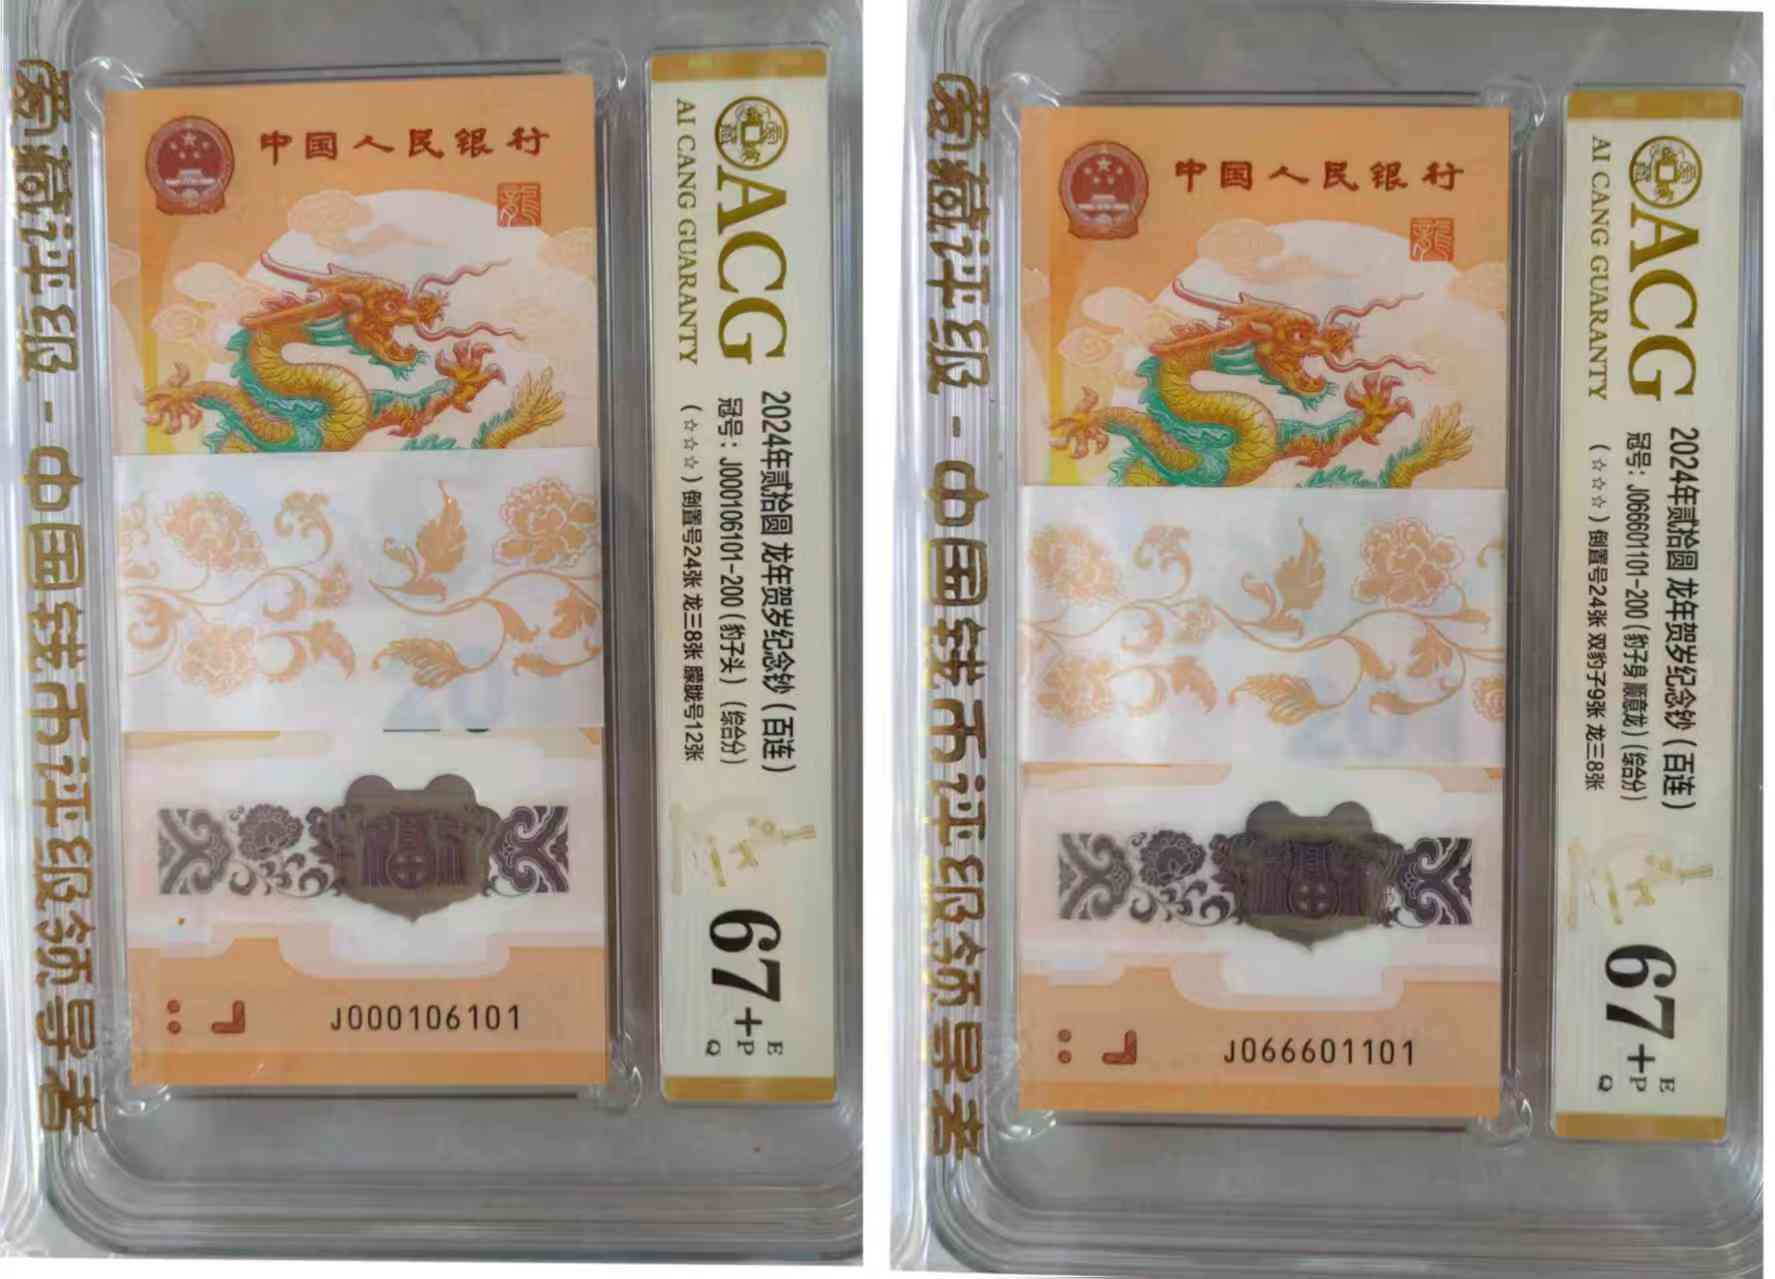 爱藏评级 - 中国钱币评级领导者
中国人民银行
J000106101
ACG
AI CANG GUARANTY
2024年贰拾圆 龙年贺岁纪念钞（百连）
冠号：J000106101-200（豹子头）（综合分）
（☆☆☆）倒置号24张 龙三8张 朦胧号12张
67+
E
P
Q
爱藏评级 - 中国钱币评级领导者
中国人民银行
J066601101
ACG
AI CANG GUARANTY
2024年贰拾圆 龙年贺岁纪念钞（百连）
冠号：J066601101-200（豹子身 顺意龙）（综合分）
（☆☆☆）倒置号24张 双豹子9张 龙三8张
67+
E
P
Q